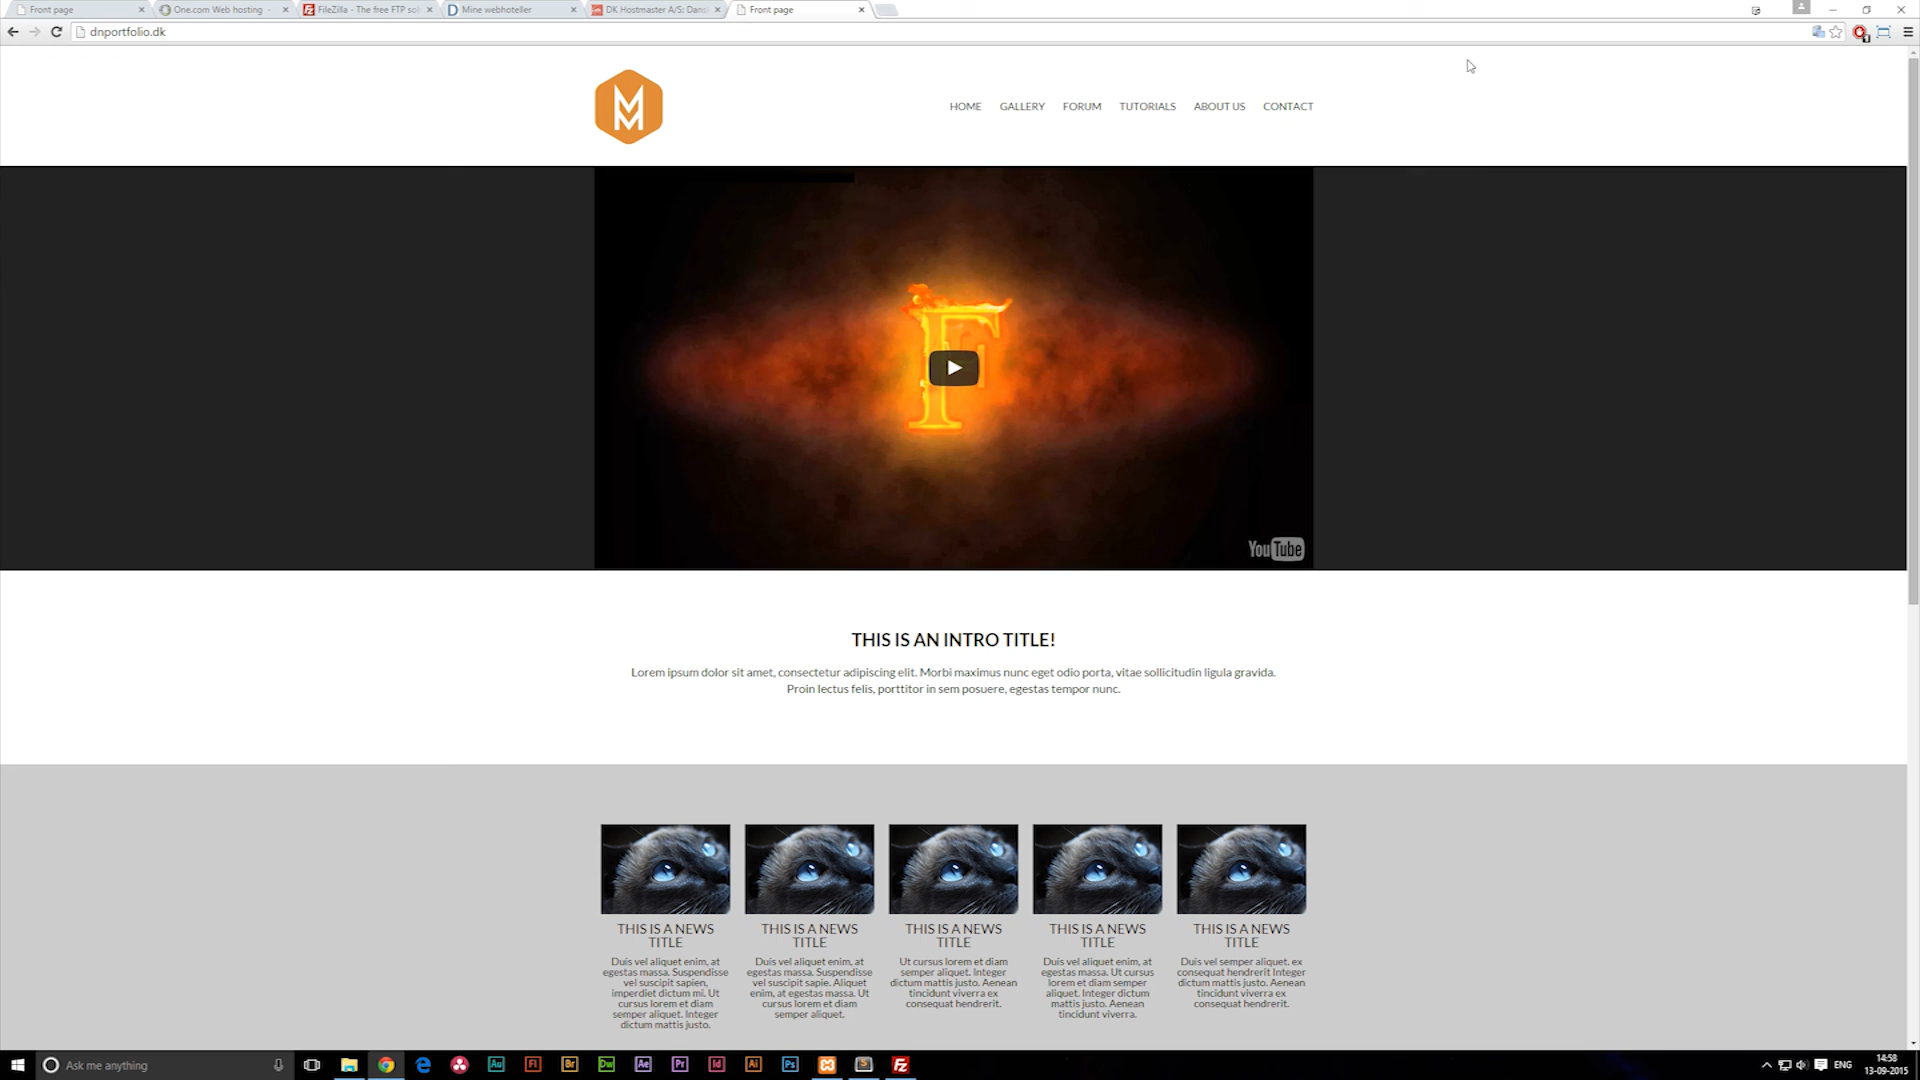 Front page
One.com Web hosting -
FileZilla - The free FTP sol
Mine webhoteller
DK Hostmaster A/S: Dansk
Front page
dnportfolio.dk
M
HOME GALLERY FORUM TUTORIALS ABOUT US CONTACT
F
YouTube
THIS IS AN INTRO TITLE!
Lorem ipsum dolor sit amet, consectetur adipiscing elit. Morbi maximus nunc eget odio porta, vitae sollicitudin ligula gravida.
Proin lectus felis, porttitor in sem posuere, egestas tempor nunc.
THIS IS A NEWS
TITLE
Duis vel aliquet enim, at
egestas massa. Suspendisse
vel suscipit sapien,
imperdiet dictum mi. Ut
cursus lorem et diam
semper aliquet. Integer
dictum mattis justo.
THIS IS A NEWS
TITLE
Duis vel aliquet enim, at
egestas massa. Suspendisse
vel suscipit sapie. Aliquet
enim, at egestas massa. Ut
cursus lorem et diam
semper aliquet.
THIS IS A NEWS
TITLE
Ut cursus lorem et diam
semper aliquet. Integer
dictum mattis justo. Aenean
tincidunt viverra ex
consequat hendrerit.
THIS IS A NEWS
TITLE
Duis vel aliquet enim, at
egestas massa. Ut cursus
lorem et diam semper
aliquet. Integer dictum
mattis justo. Aenean
tincidunt viverra.
THIS IS A NEWS
TITLE
Duis vel semper aliquet. ex
consequat hendrerit Integer
dictum mattis justo. Aenean
tincidunt viverra ex
consequat hendrerit.
Ask me anything
Au Fl Br Dw Ae Pr Id Ai Ps Fz
ENG
14:58
13-09-2015